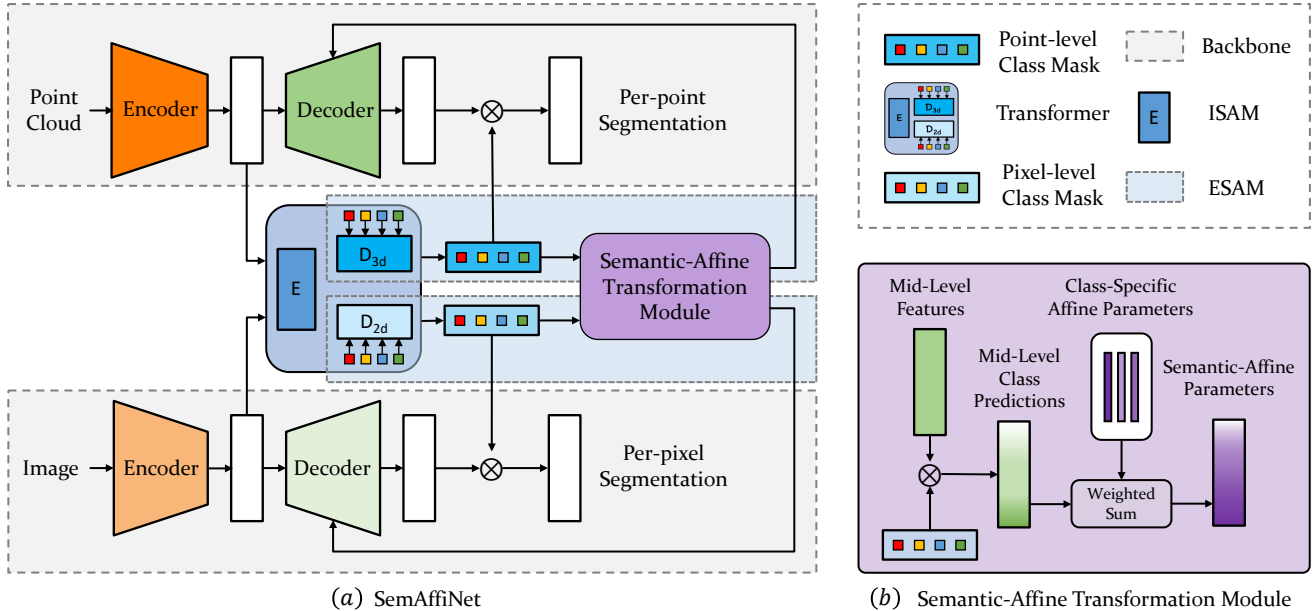 Point
Cloud
Encoder
Decoder
Per-point
Segmentation
E
D3d
D2d
Semantic-Affine
Transformation
Module
Image
Encoder
Decoder
Per-pixel
Segmentation
(a) SemAffiNet
Point-level
Class Mask
Backbone
E
D3d
D2d
Transformer
E
ISAM
Pixel-level
Class Mask
ESAM
Mid-Level
Features
Class-Specific
Affine Parameters
Mid-Level
Class
Predictions
Semantic-Affine
Parameters
Weighted
Sum
(b) Semantic-Affine Transformation Module